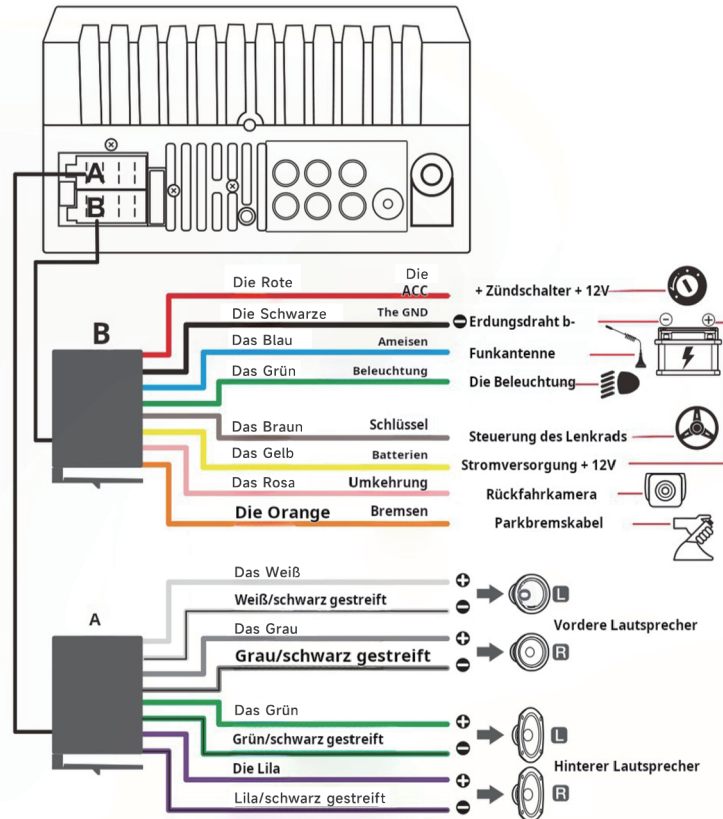 A
B
B
Die Rote
Die
ACC
+ Zündschalter + 12V
Die Schwarze
The GND
Erdungsdraht b-
Das Blau
Ameisen
Funkantenne
Das Grün
Beleuchtung
Die Beleuchtung
Das Braun
Schlüssel
Steuerung des Lenkrads
Das Gelb
Batterien
Stromversorgung + 12V
Das Rosa
Umkehrung
Rückfahrkamera
Die Orange
Bremsen
Parkbremskabel
A
Das Weiß
L
Weiß/schwarz gestreift
Vordere Lautsprecher
Das Grau
R
Grau/schwarz gestreift
Das Grün
L
Grün/schwarz gestreift
Hinterer Lautsprecher
Die Lila
R
Lila/schwarz gestreift